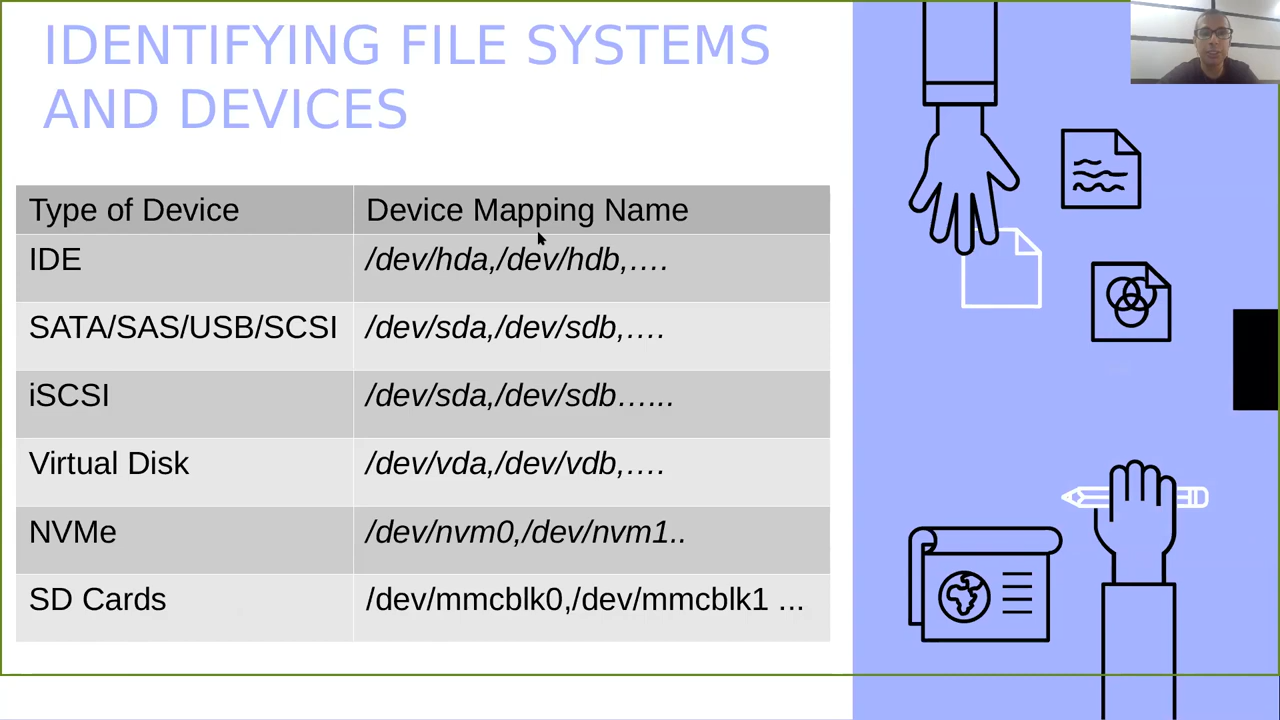 IDENTIFYING FILE SYSTEMS
AND DEVICES
Type of Device Device Mapping Name
IDE /dev/hda,/dev/hdb,….
SATA/SAS/USB/SCSI /dev/sda,/dev/sdb,….
iSCSI /dev/sda,/dev/sdb…...
Virtual Disk /dev/vda,/dev/vdb,….
NVMe /dev/nvm0,/dev/nvm1..
SD Cards /dev/mmcblk0,/dev/mmcblk1 ...